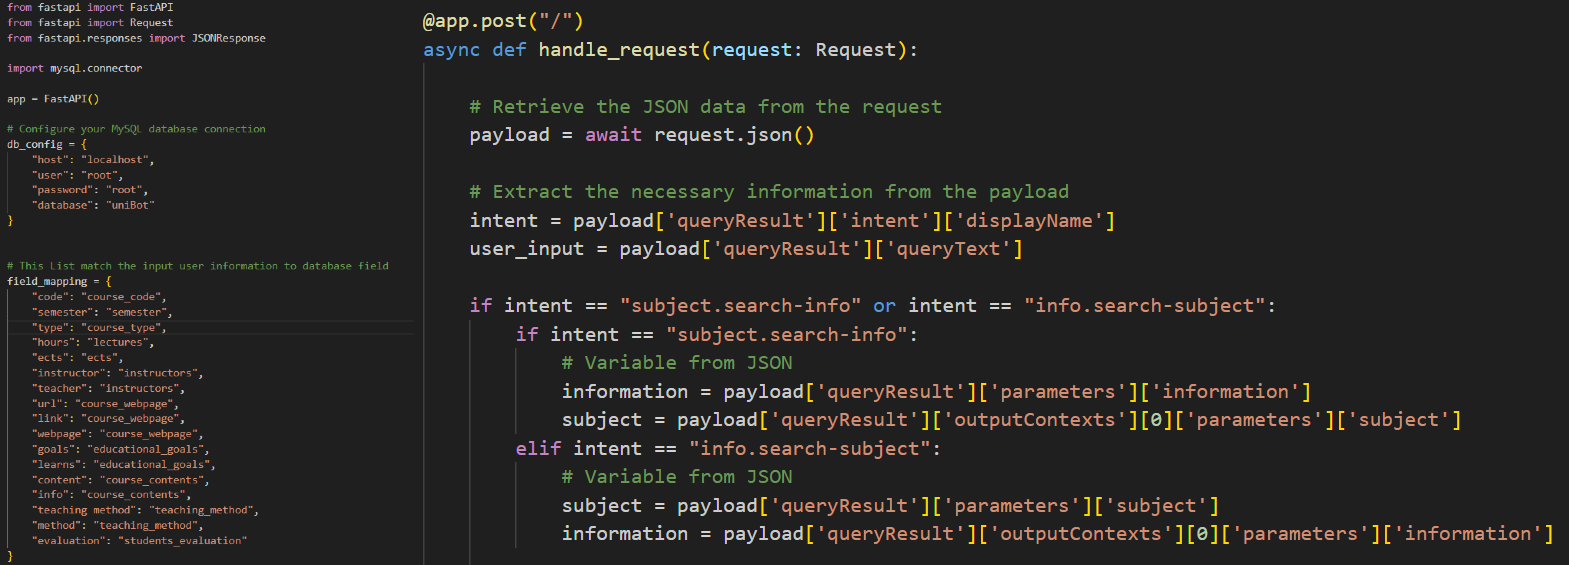 from fastapi import FastAPI
from fastapi import Request
from fastapi.responses import JSONResponse
import mysql.connector
app = FastAPI()
# Configure your MySQL database connection
db_config = {
    "host": "localhost",
    "user": "root",
    "password": "root",
    "database": "uniBot"
}
# This List match the input user information to database field
field_mapping = {
    "code": "course_code",
    "semester": "semester",
    "type": "course_type",
    "hours": "lectures",
    "ects": "ects",
    "instructor": "instructors",
    "teacher": "instructors",
    "url": "course_webpage",
    "link": "course_webpage",
    "webpage": "course_webpage",
    "goals": "educational_goals",
    "learns": "educational_goals",
    "content": "course_contents",
    "info": "course_contents",
    "teaching method": "teaching_method",
    "method": "teaching_method",
    "evaluation": "students_evaluation"
}
@app.post("/")
async def handle_request(request: Request):
    # Retrieve the JSON data from the request
    payload = await request.json()
    # Extract the necessary information from the payload
    intent = payload['queryResult']['intent']['displayName']
    user_input = payload['queryResult']['queryText']
    if intent == "subject.search-info" or intent == "info.search-subject":
        if intent == "subject.search-info":
            # Variable from JSON
            information = payload['queryResult']['parameters']['information']
            subject = payload['queryResult']['outputContexts'][0]['parameters']['subject']
        elif intent == "info.search-subject":
            # Variable from JSON
            subject = payload['queryResult']['parameters']['subject']
            information = payload['queryResult']['outputContexts'][0]['parameters']['information']